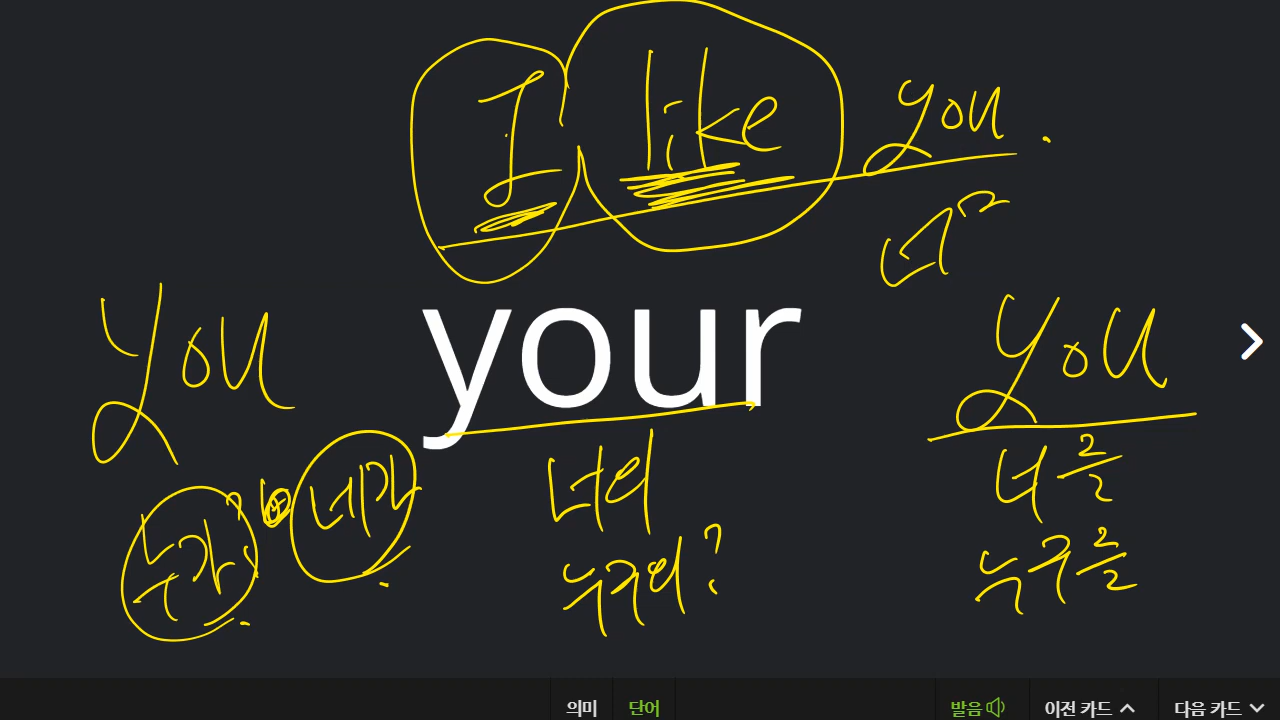 I like you.
널
you your you
누가? 네가 너의 너를
누구의? 누구를
의미 단어 발음 이전 카드 다음 카드